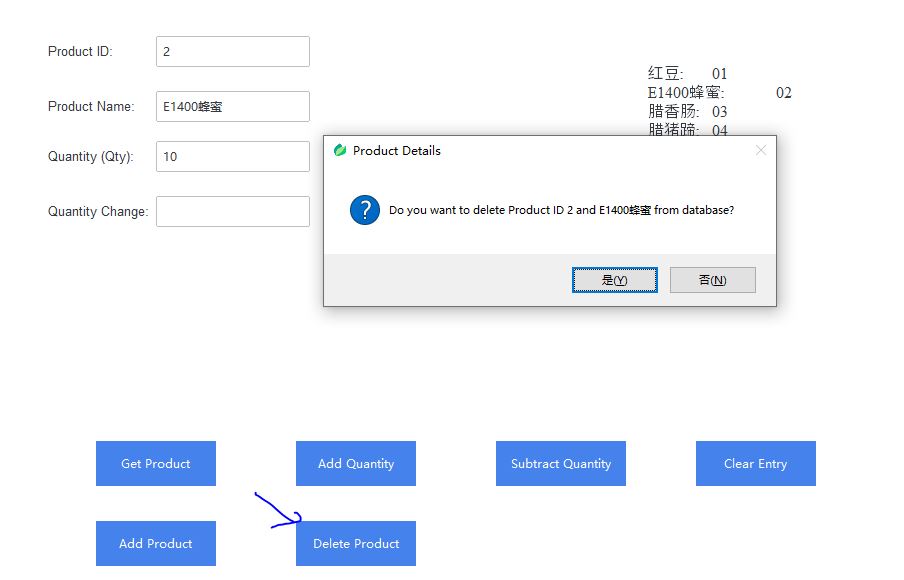 Product ID: 2
红豆: 01
E1400蜂蜜: 02
Product Name: E1400蜂蜜
腊香肠: 03
腊猪蹄: 04
Quantity (Qty): 10
Product Details
Quantity Change:
Do you want to delete Product ID 2 and E1400蜂蜜 from database?
是(Y) 否(N)
Get Product Add Quantity Subtract Quantity Clear Entry
Add Product Delete Product